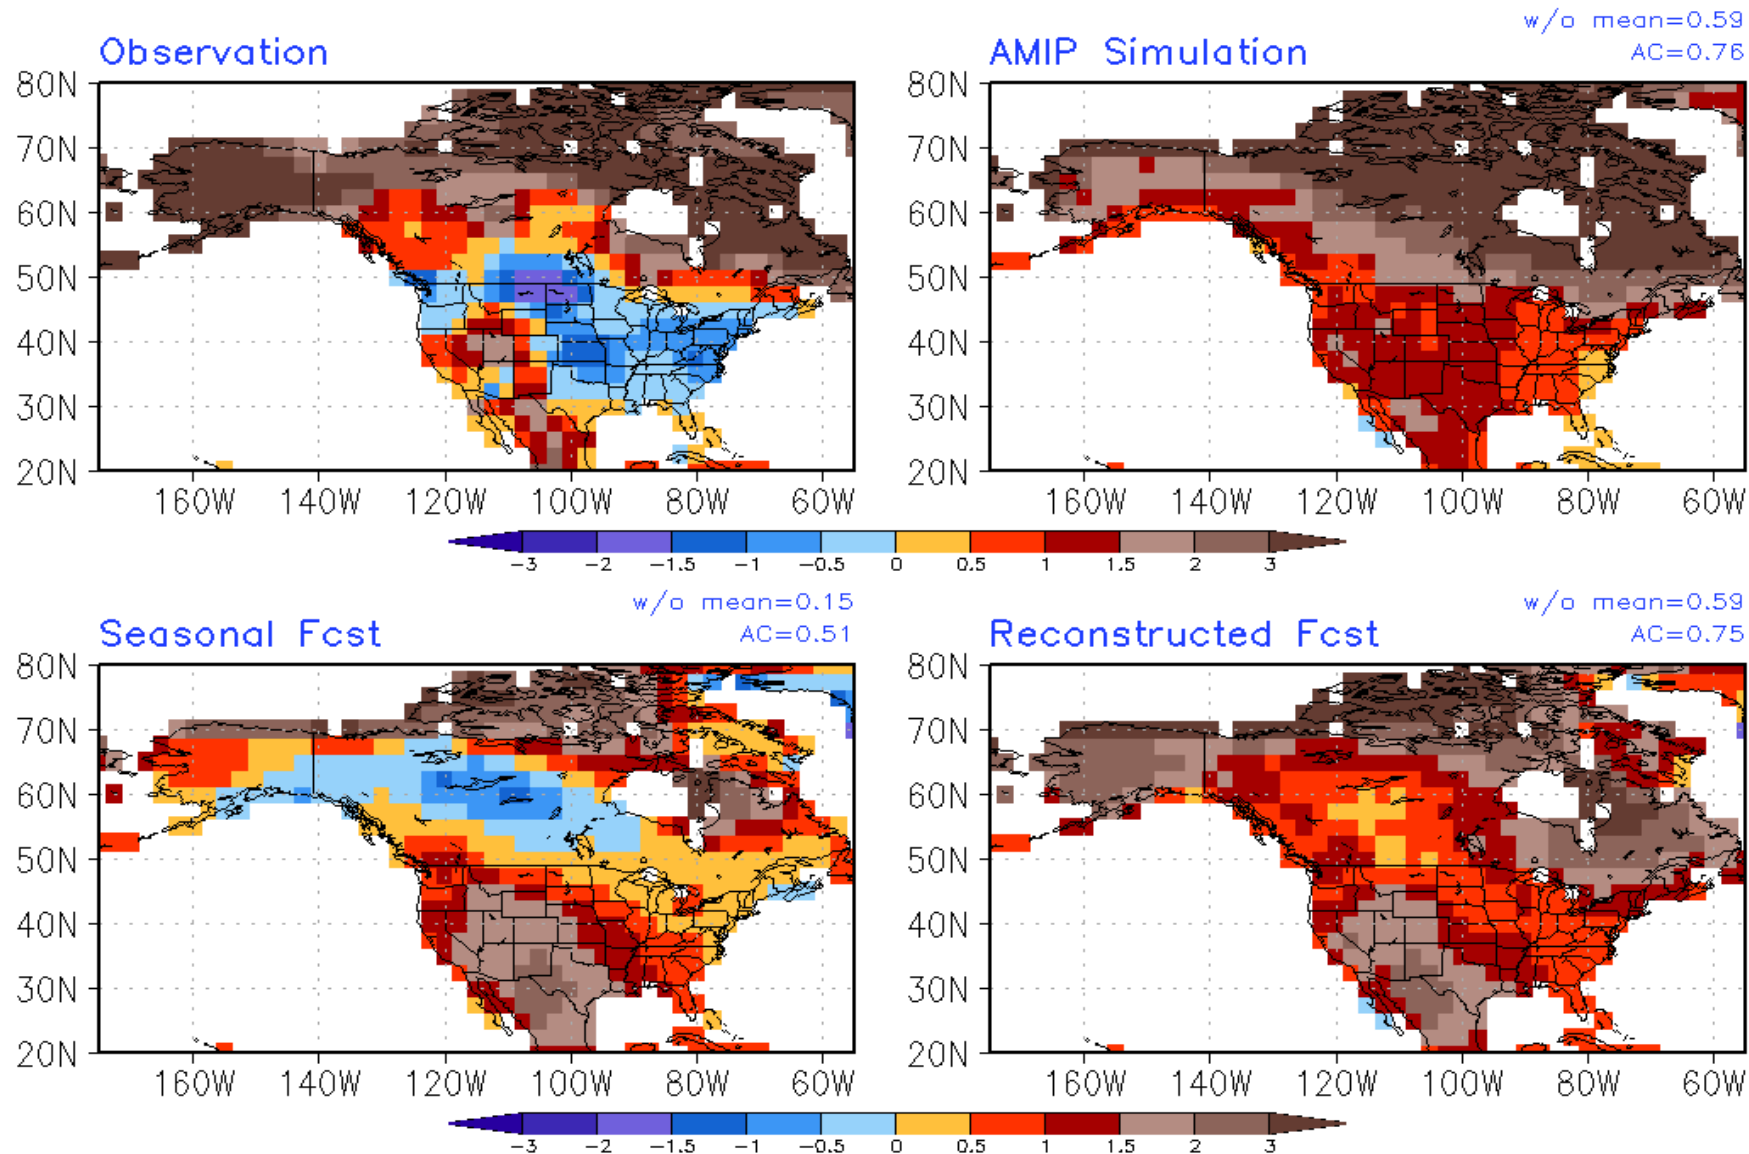 w/o mean=0.59
Observation
AMIP Simulation
AC=0.76
80N
70N
60N
50N
40N
30N
20N
160W 140W 120W 100W 80W 60W
80N
70N
60N
50N
40N
30N
20N
160W 140W 120W 100W 80W 60W
-3 -2 -1.5 -1 -0.5 0 0.5 1 1.5 2 3
w/o mean=0.15
Seasonal Fcst
AC=0.51
w/o mean=0.59
Reconstructed Fcst
AC=0.75
80N
70N
60N
50N
40N
30N
20N
160W 140W 120W 100W 80W 60W
80N
70N
60N
50N
40N
30N
20N
160W 140W 120W 100W 80W 60W
-3 -2 -1.5 -1 -0.5 0 0.5 1 1.5 2 3